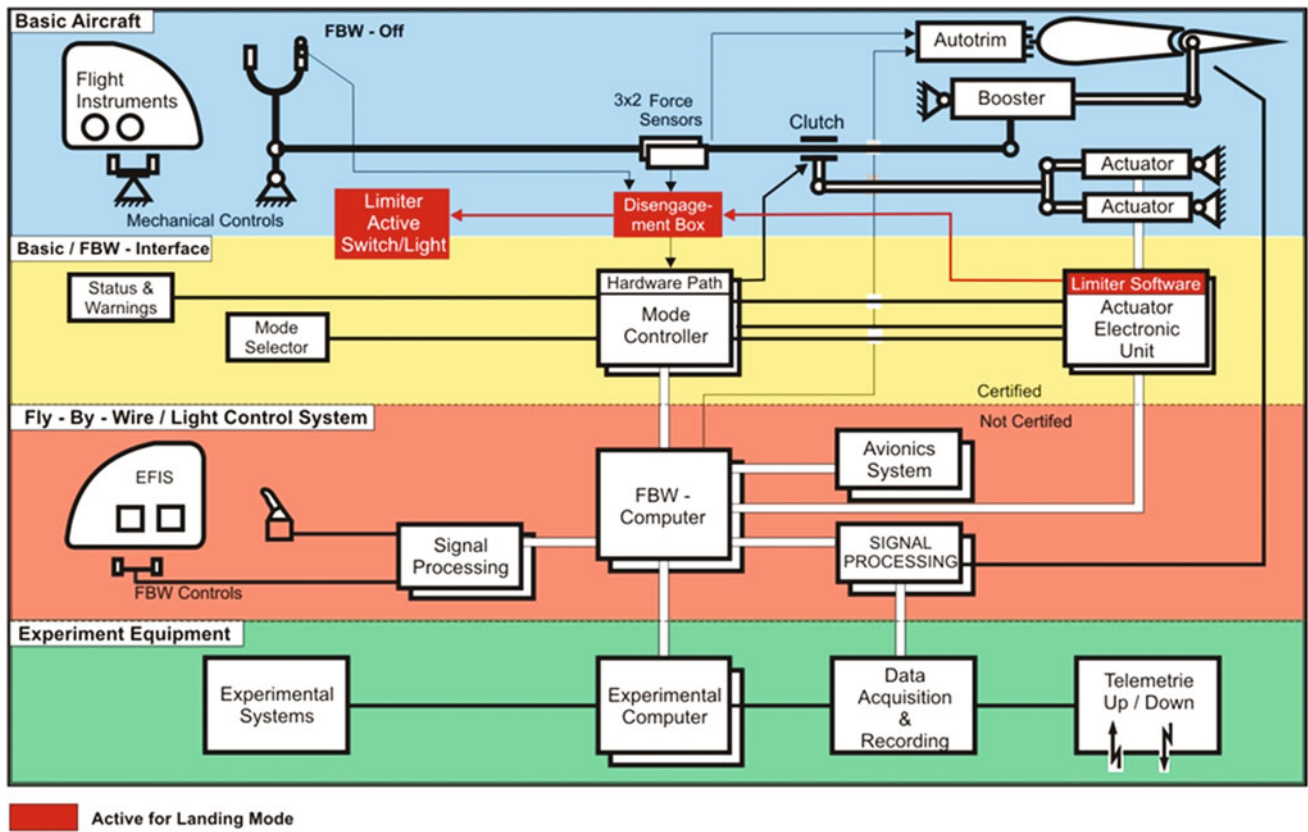 Basic Aircraft
FBW - Off
Flight
Instruments
Mechanical Controls
3x2 Force
Sensors
Clutch
Autotrim
Booster
Actuator
Actuator
Limiter
Active
Switch/Light
Disengage-
ment Box
Basic / FBW - Interface
Status &
Warnings
Mode
Selector
Hardware Path
Mode
Controller
Limiter Software
Actuator
Electronic
Unit
Certified
Not Certifed
Fly - By - Wire / Light Control System
EFIS
FBW Controls
Signal
Processing
FBW -
Computer
Avionics
System
SIGNAL
PROCESSING
Experiment Equipment
Experimental
Systems
Experimental
Computer
Data
Acquisition
&
Recording
Telemetrie
Up / Down
Active for Landing Mode